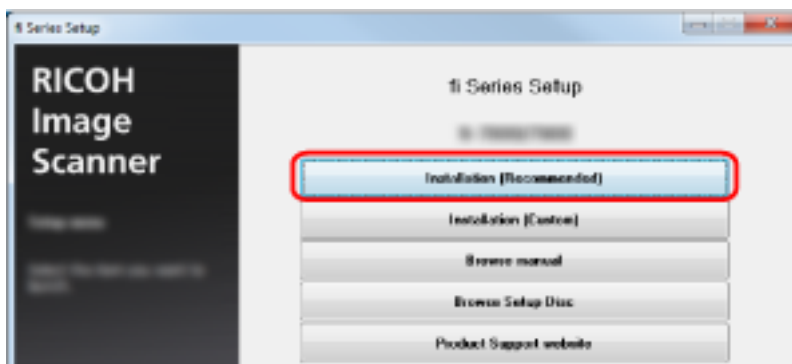 fi Series Setup
RICOH
Image
Scanner
fi Series Setup
Installation (Recommended)
Installation (Custom)
Browse manual
Browse Setup Disc
Product Support website